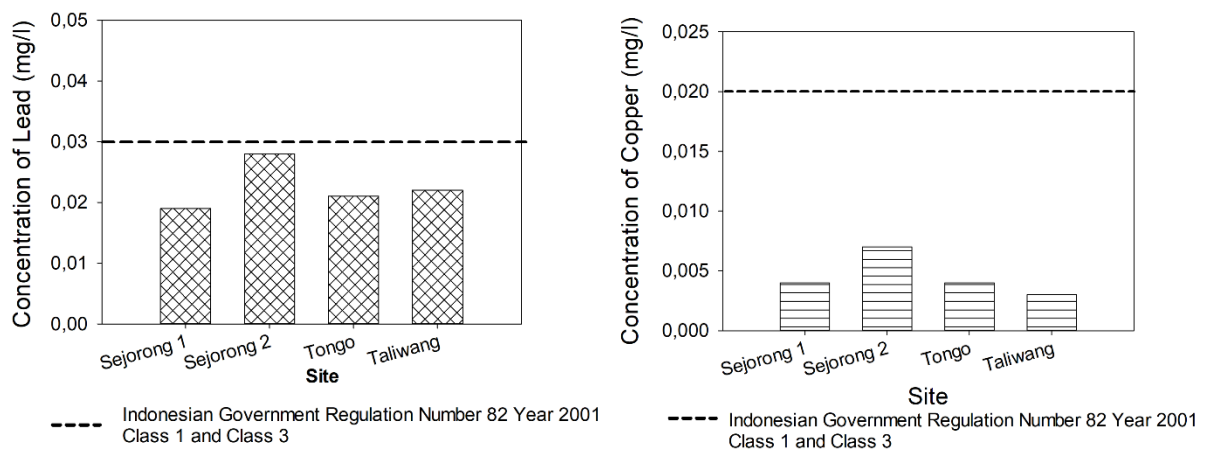 Concentration of Lead (mg/l)
0,05
0,04
0,03
0,02
0,01
0,00
Sejorong 1
Sejorong 2
Tongo
Taliwang
Site
Indonesian Government Regulation Number 82 Year 2001
Class 1 and Class 3
Concentration of Copper (mg/l)
0,025
0,020
0,015
0,010
0,005
0,000
Sejorong 1
Sejorong 2
Tongo
Taliwang
Site
Indonesian Government Regulation Number 82 Year 2001
Class 1 and Class 3